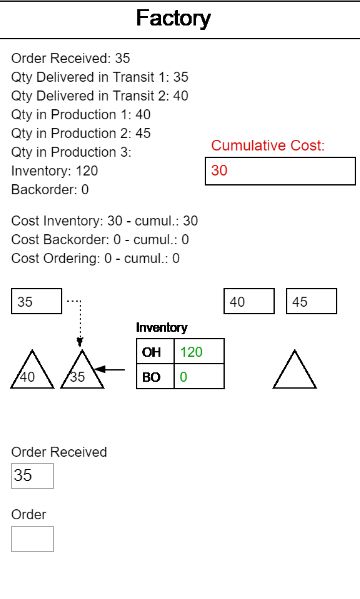 Factory
Order Received: 35
Qty Delivered in Transit 1: 35
Qty Delivered in Transit 2: 40
Qty in Production 1: 40
Qty in Production 2: 45
Qty in Production 3:
Inventory: 120
Backorder: 0
Cumulative Cost:
30
Cost Inventory: 30 - cumul.: 30
Cost Backorder: 0 - cumul.: 0
Cost Ordering: 0 - cumul.: 0
35
40
45
Inventory
OH 120
BO 0
40
35
Order Received
35
Order